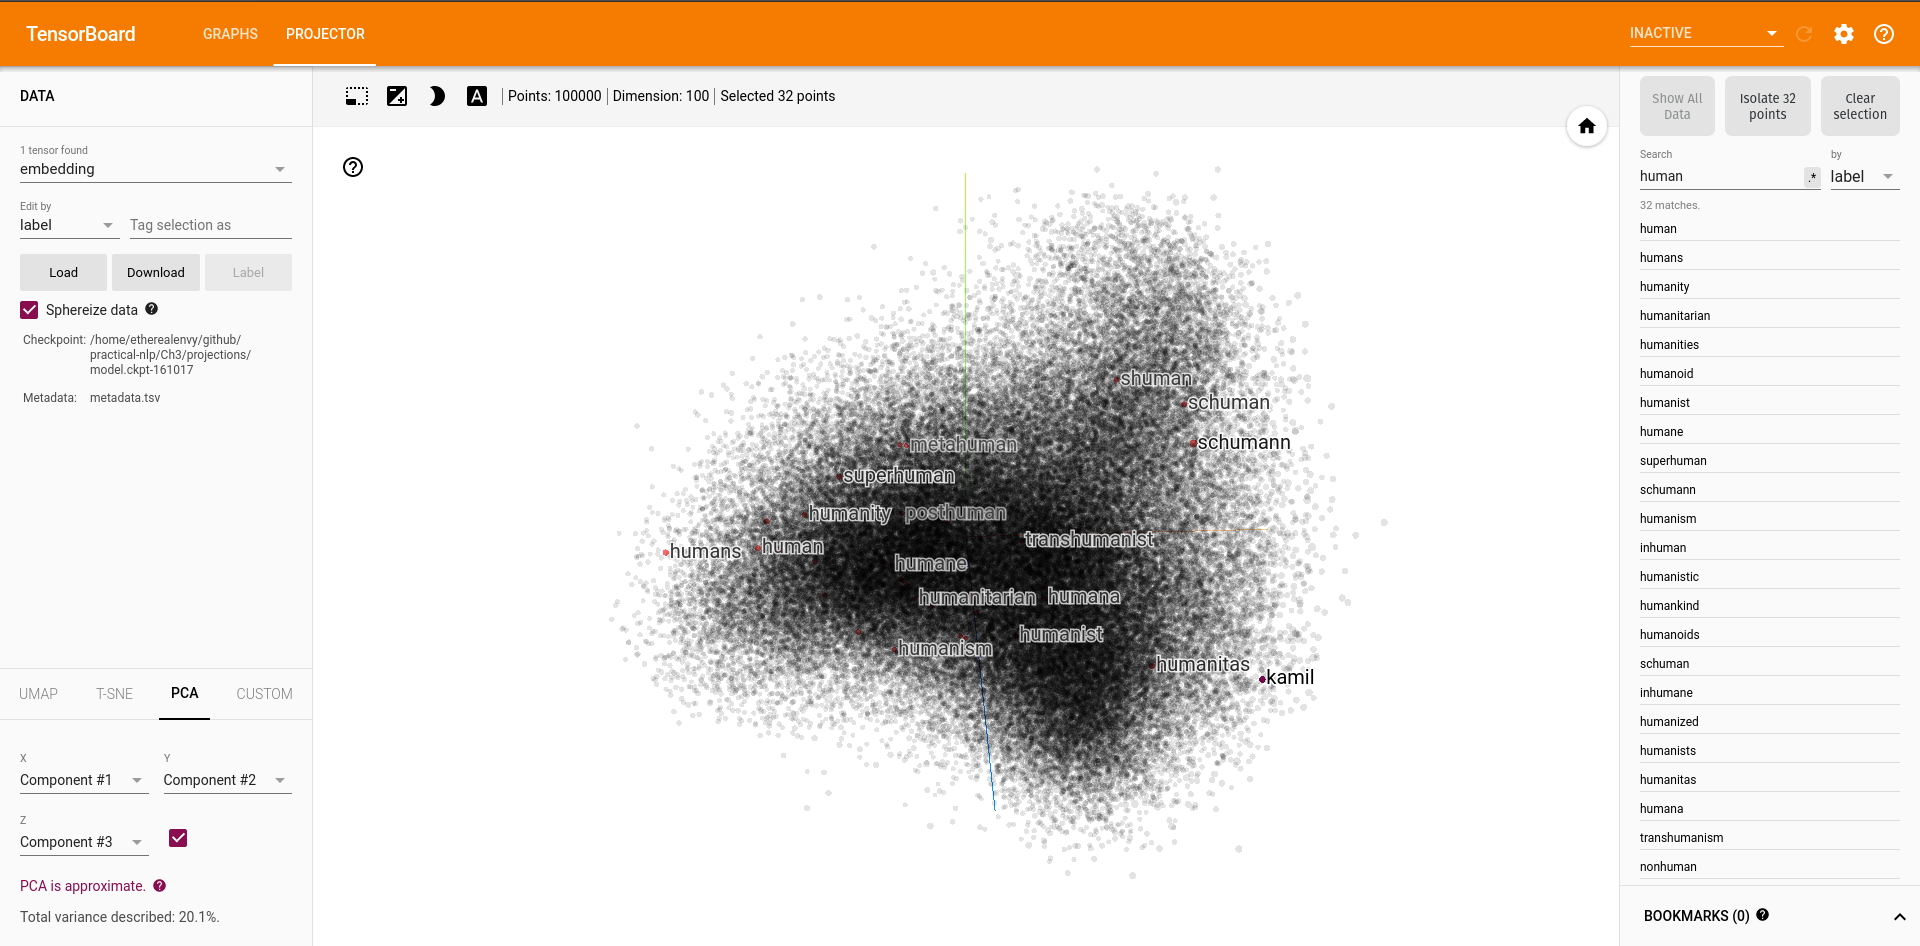 TensorBoard
GRAPHS
PROJECTOR
INACTIVE
DATA
1 tensor found
embedding
Edit by
label
Tag selection as
Load
Download
Label
Sphereize data
Checkpoint: /home/etherealenvy/github/
practical-nlp/Ch3/projections/
model.ckpt-161017
Metadata: metadata.tsv
UMAP
T-SNE
PCA
CUSTOM
X
Component #1
Y
Component #2
Z
Component #3
PCA is approximate.
Total variance described: 20.1%.
A
Points: 100000
Dimension: 100
Selected 32 points
shuman
schuman
schumann
metahuman
superhuman
humanity
posthuman
transhumanist
humans
human
humane
humanitarian
humana
humanist
humanism
humanitas
kamil
Show All
Data
Isolate 32
points
Clear
selection
Search
human
.*
by
label
32 matches.
human
humans
humanity
humanitarian
humanities
humanoid
humanist
humane
superhuman
schumann
humanism
inhuman
humanistic
humankind
humanoids
schuman
inhumane
humanized
humanists
humanitas
humana
transhumanism
nonhuman
BOOKMARKS (0)